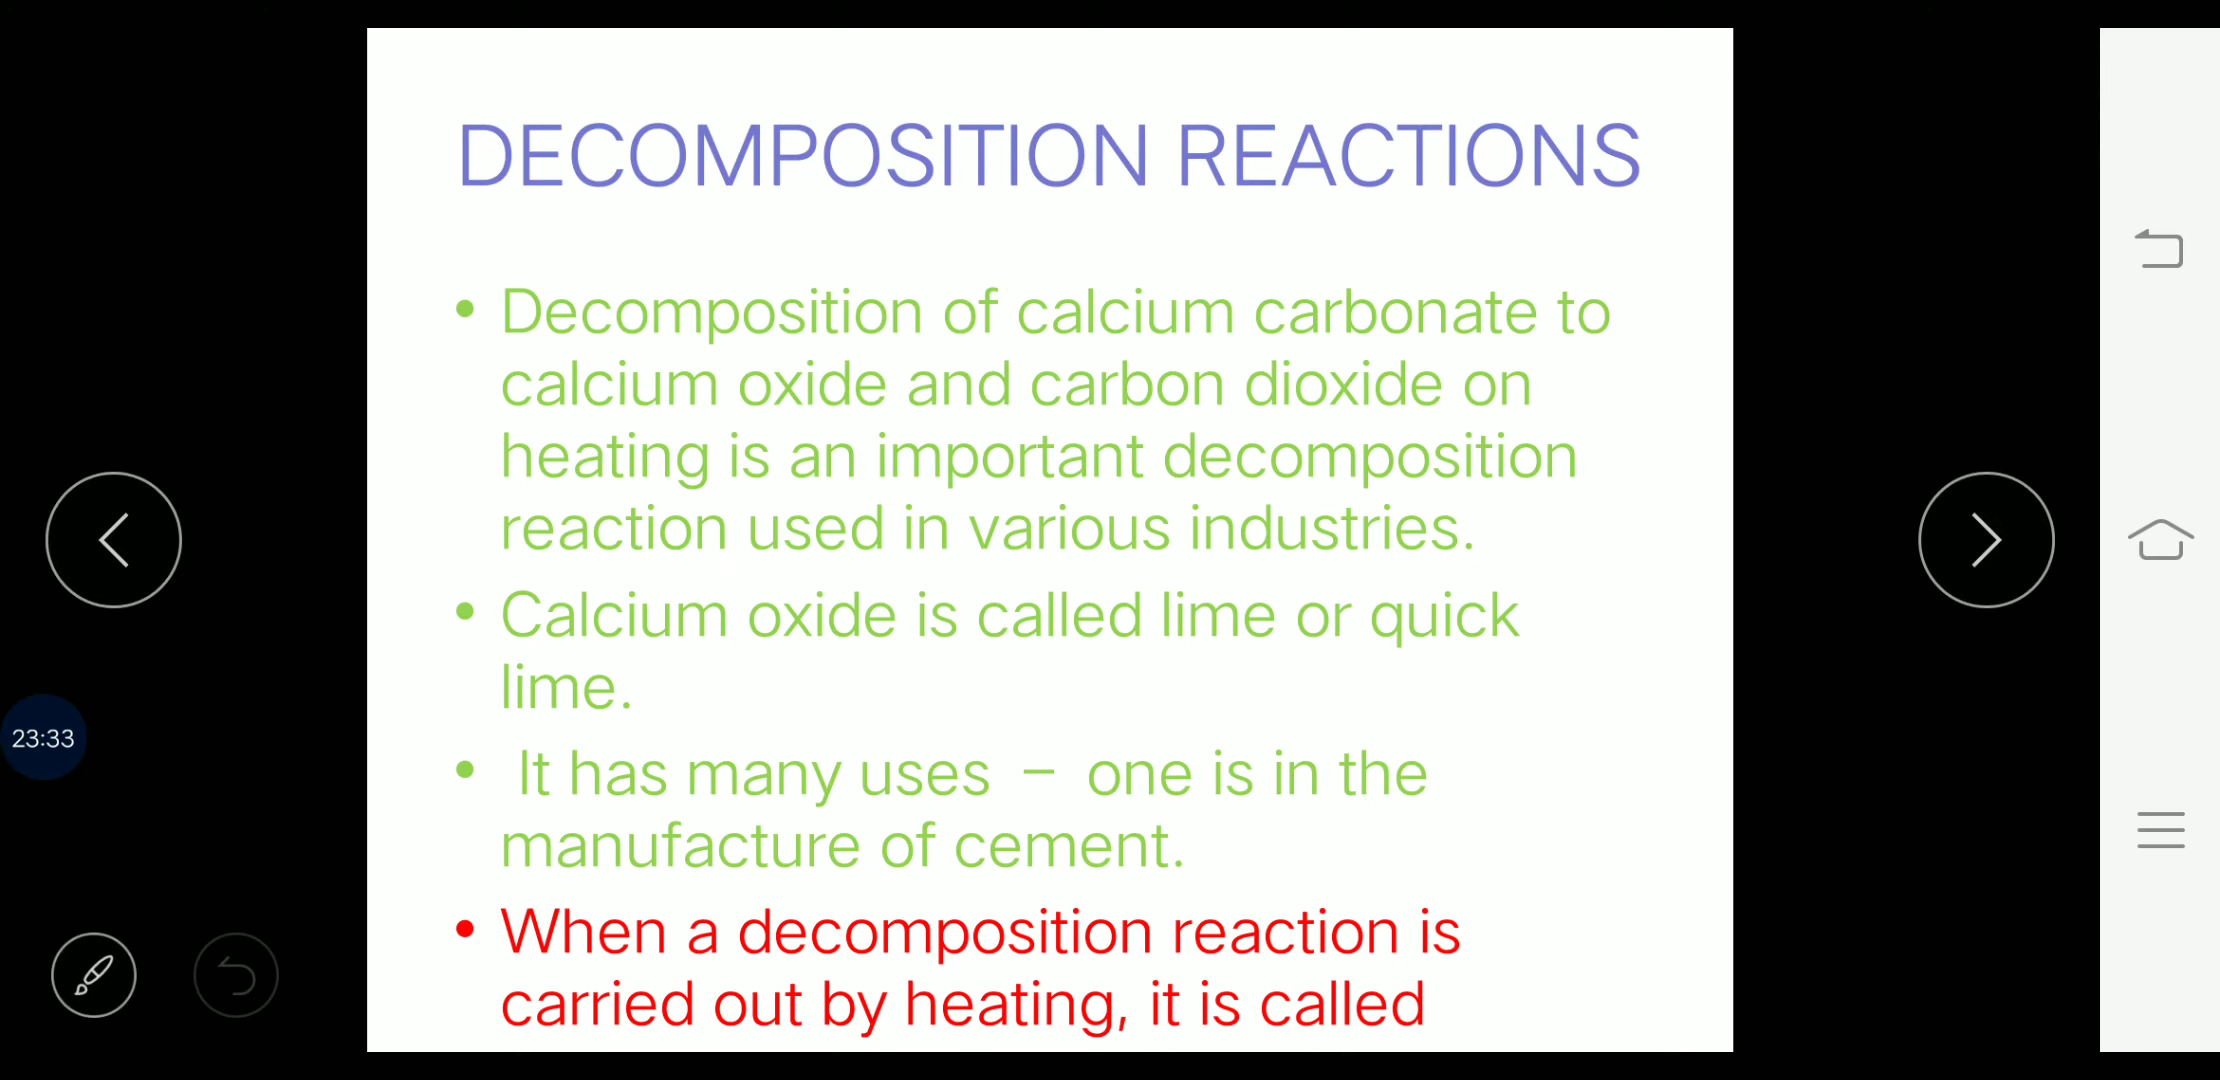 DECOMPOSITION REACTIONS
• Decomposition of calcium carbonate to
calcium oxide and carbon dioxide on
heating is an important decomposition
reaction used in various industries.
• Calcium oxide is called lime or quick
lime.
• It has many uses – one is in the
manufacture of cement.
• When a decomposition reaction is
carried out by heating, it is called
23:33